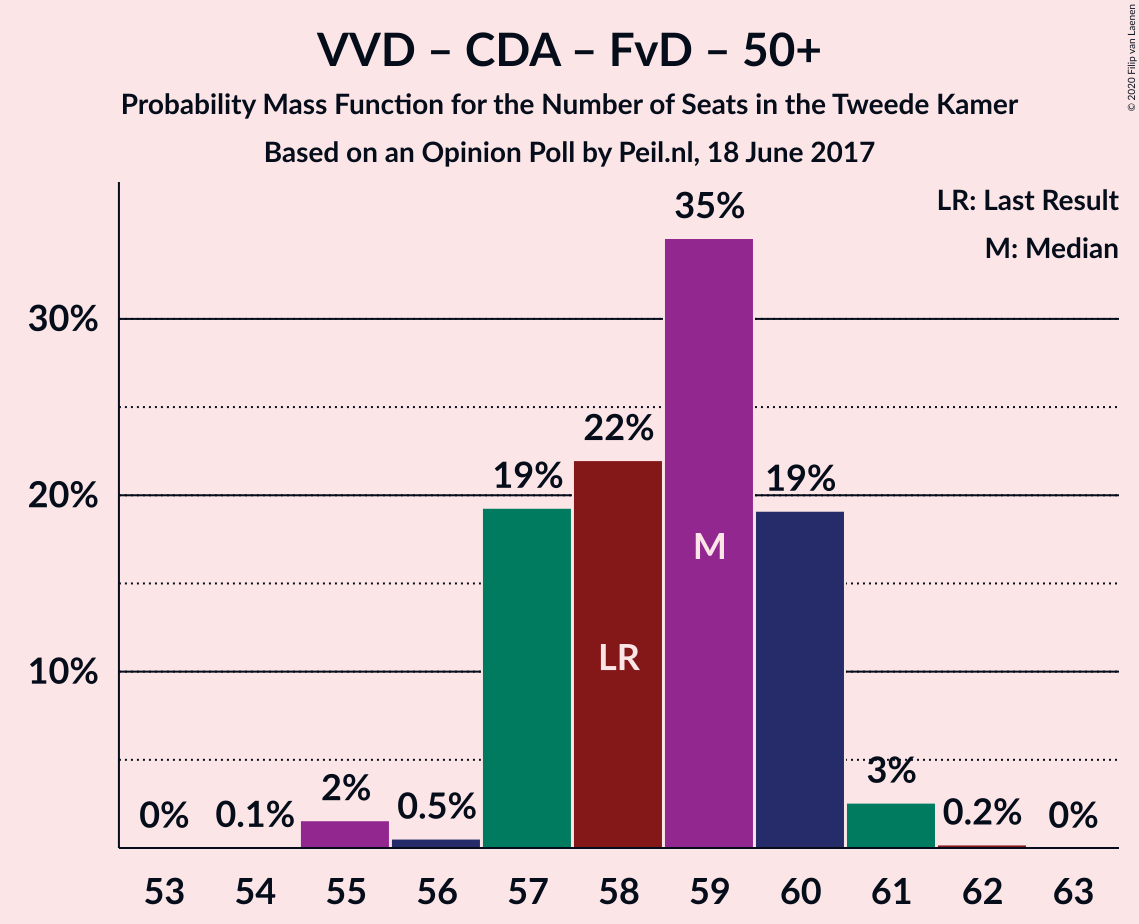 VVD – CDA – FvD – 50+
Probability Mass Function for the Number of Seats in the Tweede Kamer
Based on an Opinion Poll by Peil.nl, 18 June 2017
© 2020 Filip van Laenen
LR: Last Result
M: Median
30%
20%
10%
0%
0.1%
2%
0.5%
19%
22%
35%
19%
3%
0.2%
0%
LR
M
53 54 55 56 57 58 59 60 61 62 63